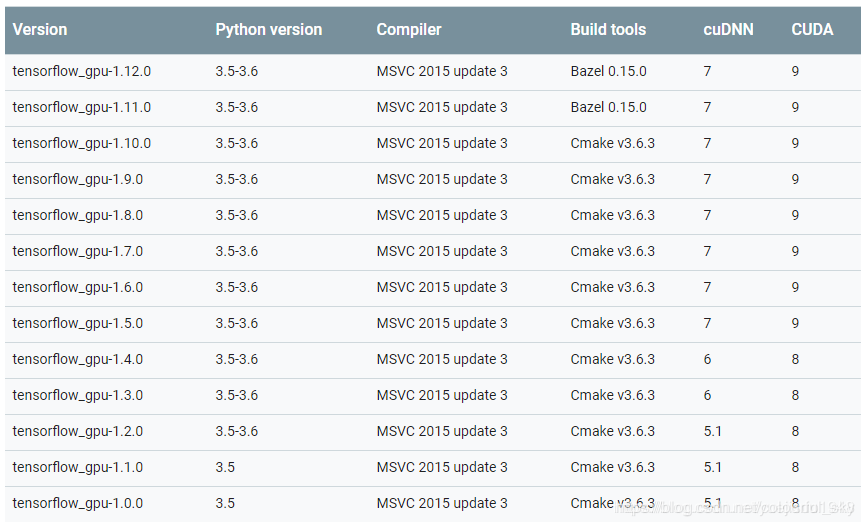 Version Python version Compiler Build tools cuDNN CUDA
tensorflow_gpu-1.12.0 3.5-3.6 MSVC 2015 update 3 Bazel 0.15.0 7 9
tensorflow_gpu-1.11.0 3.5-3.6 MSVC 2015 update 3 Bazel 0.15.0 7 9
tensorflow_gpu-1.10.0 3.5-3.6 MSVC 2015 update 3 Cmake v3.6.3 7 9
tensorflow_gpu-1.9.0 3.5-3.6 MSVC 2015 update 3 Cmake v3.6.3 7 9
tensorflow_gpu-1.8.0 3.5-3.6 MSVC 2015 update 3 Cmake v3.6.3 7 9
tensorflow_gpu-1.7.0 3.5-3.6 MSVC 2015 update 3 Cmake v3.6.3 7 9
tensorflow_gpu-1.6.0 3.5-3.6 MSVC 2015 update 3 Cmake v3.6.3 7 9
tensorflow_gpu-1.5.0 3.5-3.6 MSVC 2015 update 3 Cmake v3.6.3 7 9
tensorflow_gpu-1.4.0 3.5-3.6 MSVC 2015 update 3 Cmake v3.6.3 6 8
tensorflow_gpu-1.3.0 3.5-3.6 MSVC 2015 update 3 Cmake v3.6.3 6 8
tensorflow_gpu-1.2.0 3.5-3.6 MSVC 2015 update 3 Cmake v3.6.3 5.1 8
tensorflow_gpu-1.1.0 3.5 MSVC 2015 update 3 Cmake v3.6.3 5.1 8
tensorflow_gpu-1.0.0 3.5 MSVC 2015 update 3 Cmake v3.6.3 5.1 8